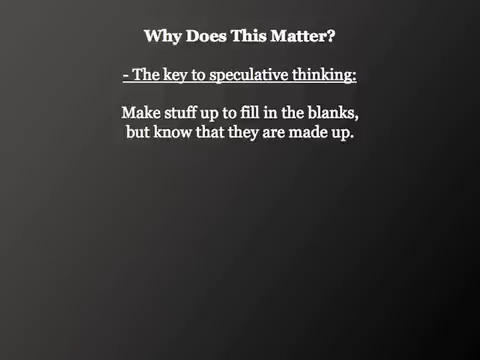 Why Does This Matter?
- The key to speculative thinking:
Make stuff up to fill in the blanks,
but know that they are made up.